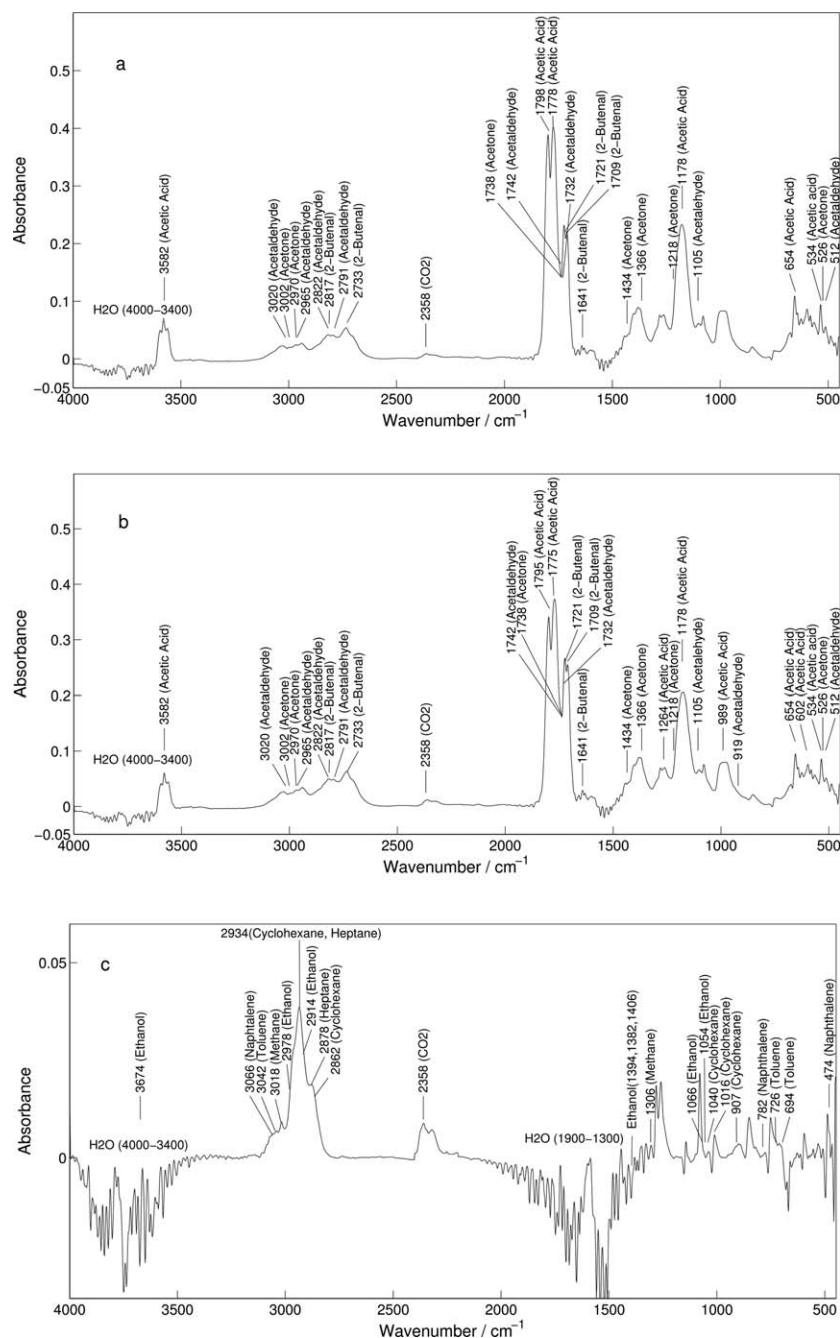 a
Absorbance
0.5
0.4
0.3
0.2
0.1
0
−0.05
1798 (Acetic Acid)
1778 (Acetic Acid)
1738 (Acetone)
1742 (Acetaldehyde)
1732 (Acetaldehyde)
1721 (2−Butenal)
1709 (2−Butenal)
3582 (Acetic Acid)
H2O (4000−3400)
3020 (Acetaldehyde)
3002 (Acetone)
2970 (Acetone)
2965 (Acetaldehyde)
2822 (Acetaldehyde)
2817 (2−Butenal)
2791 (Acetaldehyde)
2733 (2−Butenal)
2358 (CO2)
1641 (2−Butenal)
1434 (Acetone)
1366 (Acetone)
1218 (Acetone)
1178 (Acetic Acid)
1105 (Acetalehyde)
654 (Acetic Acid)
534 (Acetic acid)
526 (Acetone)
512 (Acetaldehyde)
4000 3500 3000 2500 2000 1500 1000 500
Wavenumber / cm−1
b
Absorbance
0.5
0.4
0.3
0.2
0.1
0
−0.05
1742 (Acetaldehyde)
1738 (Acetone)
1795 (Acetic Acid)
1775 (Acetic Acid)
1721 (2−Butenal)
1709 (2−Butenal)
1732 (Acetaldehyde)
3582 (Acetic Acid)
H2O (4000−3400)
3020 (Acetaldehyde)
3002 (Acetone)
2970 (Acetone)
2965 (Acetaldehyde)
2822 (Acetaldehyde)
2817 (2−Butenal)
2791 (Acetaldehyde)
2733 (2−Butenal)
2358 (CO2)
1641 (2−Butenal)
1434 (Acetone)
1366 (Acetone)
1264 (Acetic Acid)
1218 (Acetone)
1178 (Acetic Acid)
1105 (Acetalehyde)
989 (Acetic Acid)
919 (Acetaldehyde)
654 (Acetic Acid)
602 (Acetic Acid)
534 (Acetic acid)
526 (Acetone)
512 (Acetaldehyde)
4000 3500 3000 2500 2000 1500 1000 500
Wavenumber / cm−1
c
Absorbance
0.05
0
2934(Cyclohexane, Heptane)
3674 (Ethanol)
H2O (4000−3400)
3066 (Naphtalene)
3042 (Toluene)
3018 (Methane)
2978 (Ethanol)
2914 (Ethanol)
2878 (Heptane)
2862 (Cyclohexane)
2358 (CO2)
H2O (1900−1300)
Ethanol(1394,1382,1406)
1306 (Methane)
1066 (Ethanol)
1054 (Ethanol)
1040 (Cyclohexane)
1016 (Cyclohexane)
907 (Cyclohexane)
782 (Naphthalene)
726 (Toluene)
694 (Toluene)
474 (Naphthalene)
4000 3500 3000 2500 2000 1500 1000 500
Wavenumber / cm−1